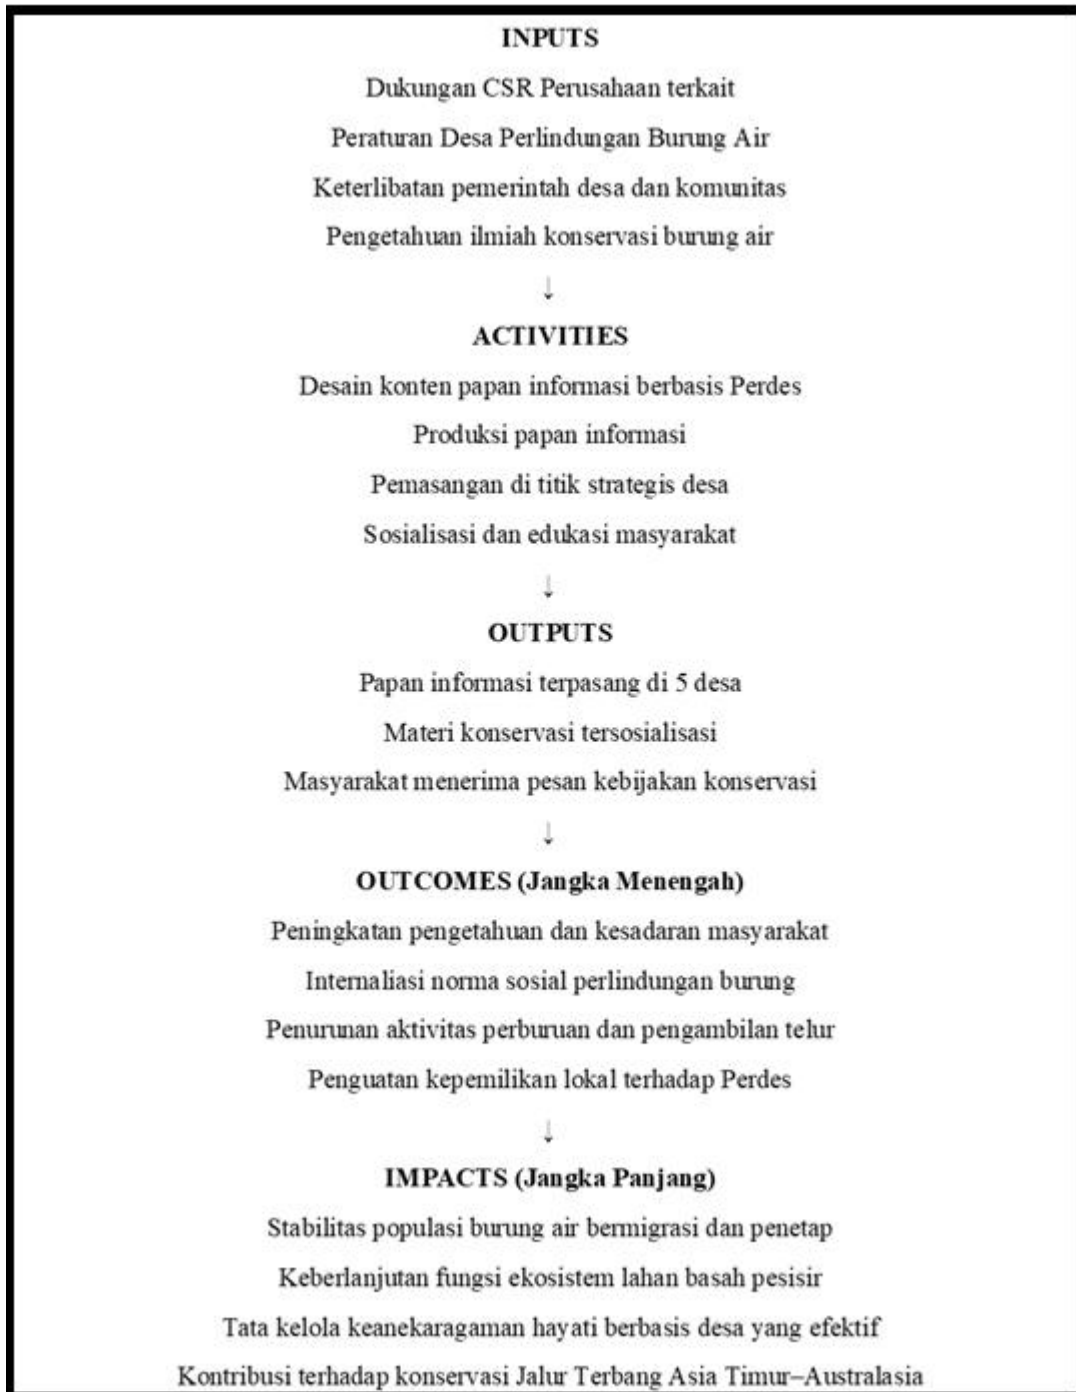 INPUTS
Dukungan CSR Perusahaan terkait
Peraturan Desa Perlindungan Burung Air
Keterlibatan pemerintah desa dan komunitas
Pengetahuan ilmiah konservasi burung air
↓
ACTIVITIES
Desain konten papan informasi berbasis Perdes
Produksi papan informasi
Pemasangan di titik strategis desa
Sosialisasi dan edukasi masyarakat
↓
OUTPUTS
Papan informasi terpasang di 5 desa
Materi konservasi tersosialisasi
Masyarakat menerima pesan kebijakan konservasi
↓
OUTCOMES (Jangka Menengah)
Peningkatan pengetahuan dan kesadaran masyarakat
Internaliasi norma sosial perlindungan burung
Penurunan aktivitas perburuan dan pengambilan telur
Penguatan kepemilikan lokal terhadap Perdes
↓
IMPACTS (Jangka Panjang)
Stabilitas populasi burung air bermigrasi dan penetap
Keberlanjutan fungsi ekosistem lahan basah pesisir
Tata kelola keanekaragaman hayati berbasis desa yang efektif
Kontribusi terhadap konservasi Jalur Terbang Asia Timur–Australasia